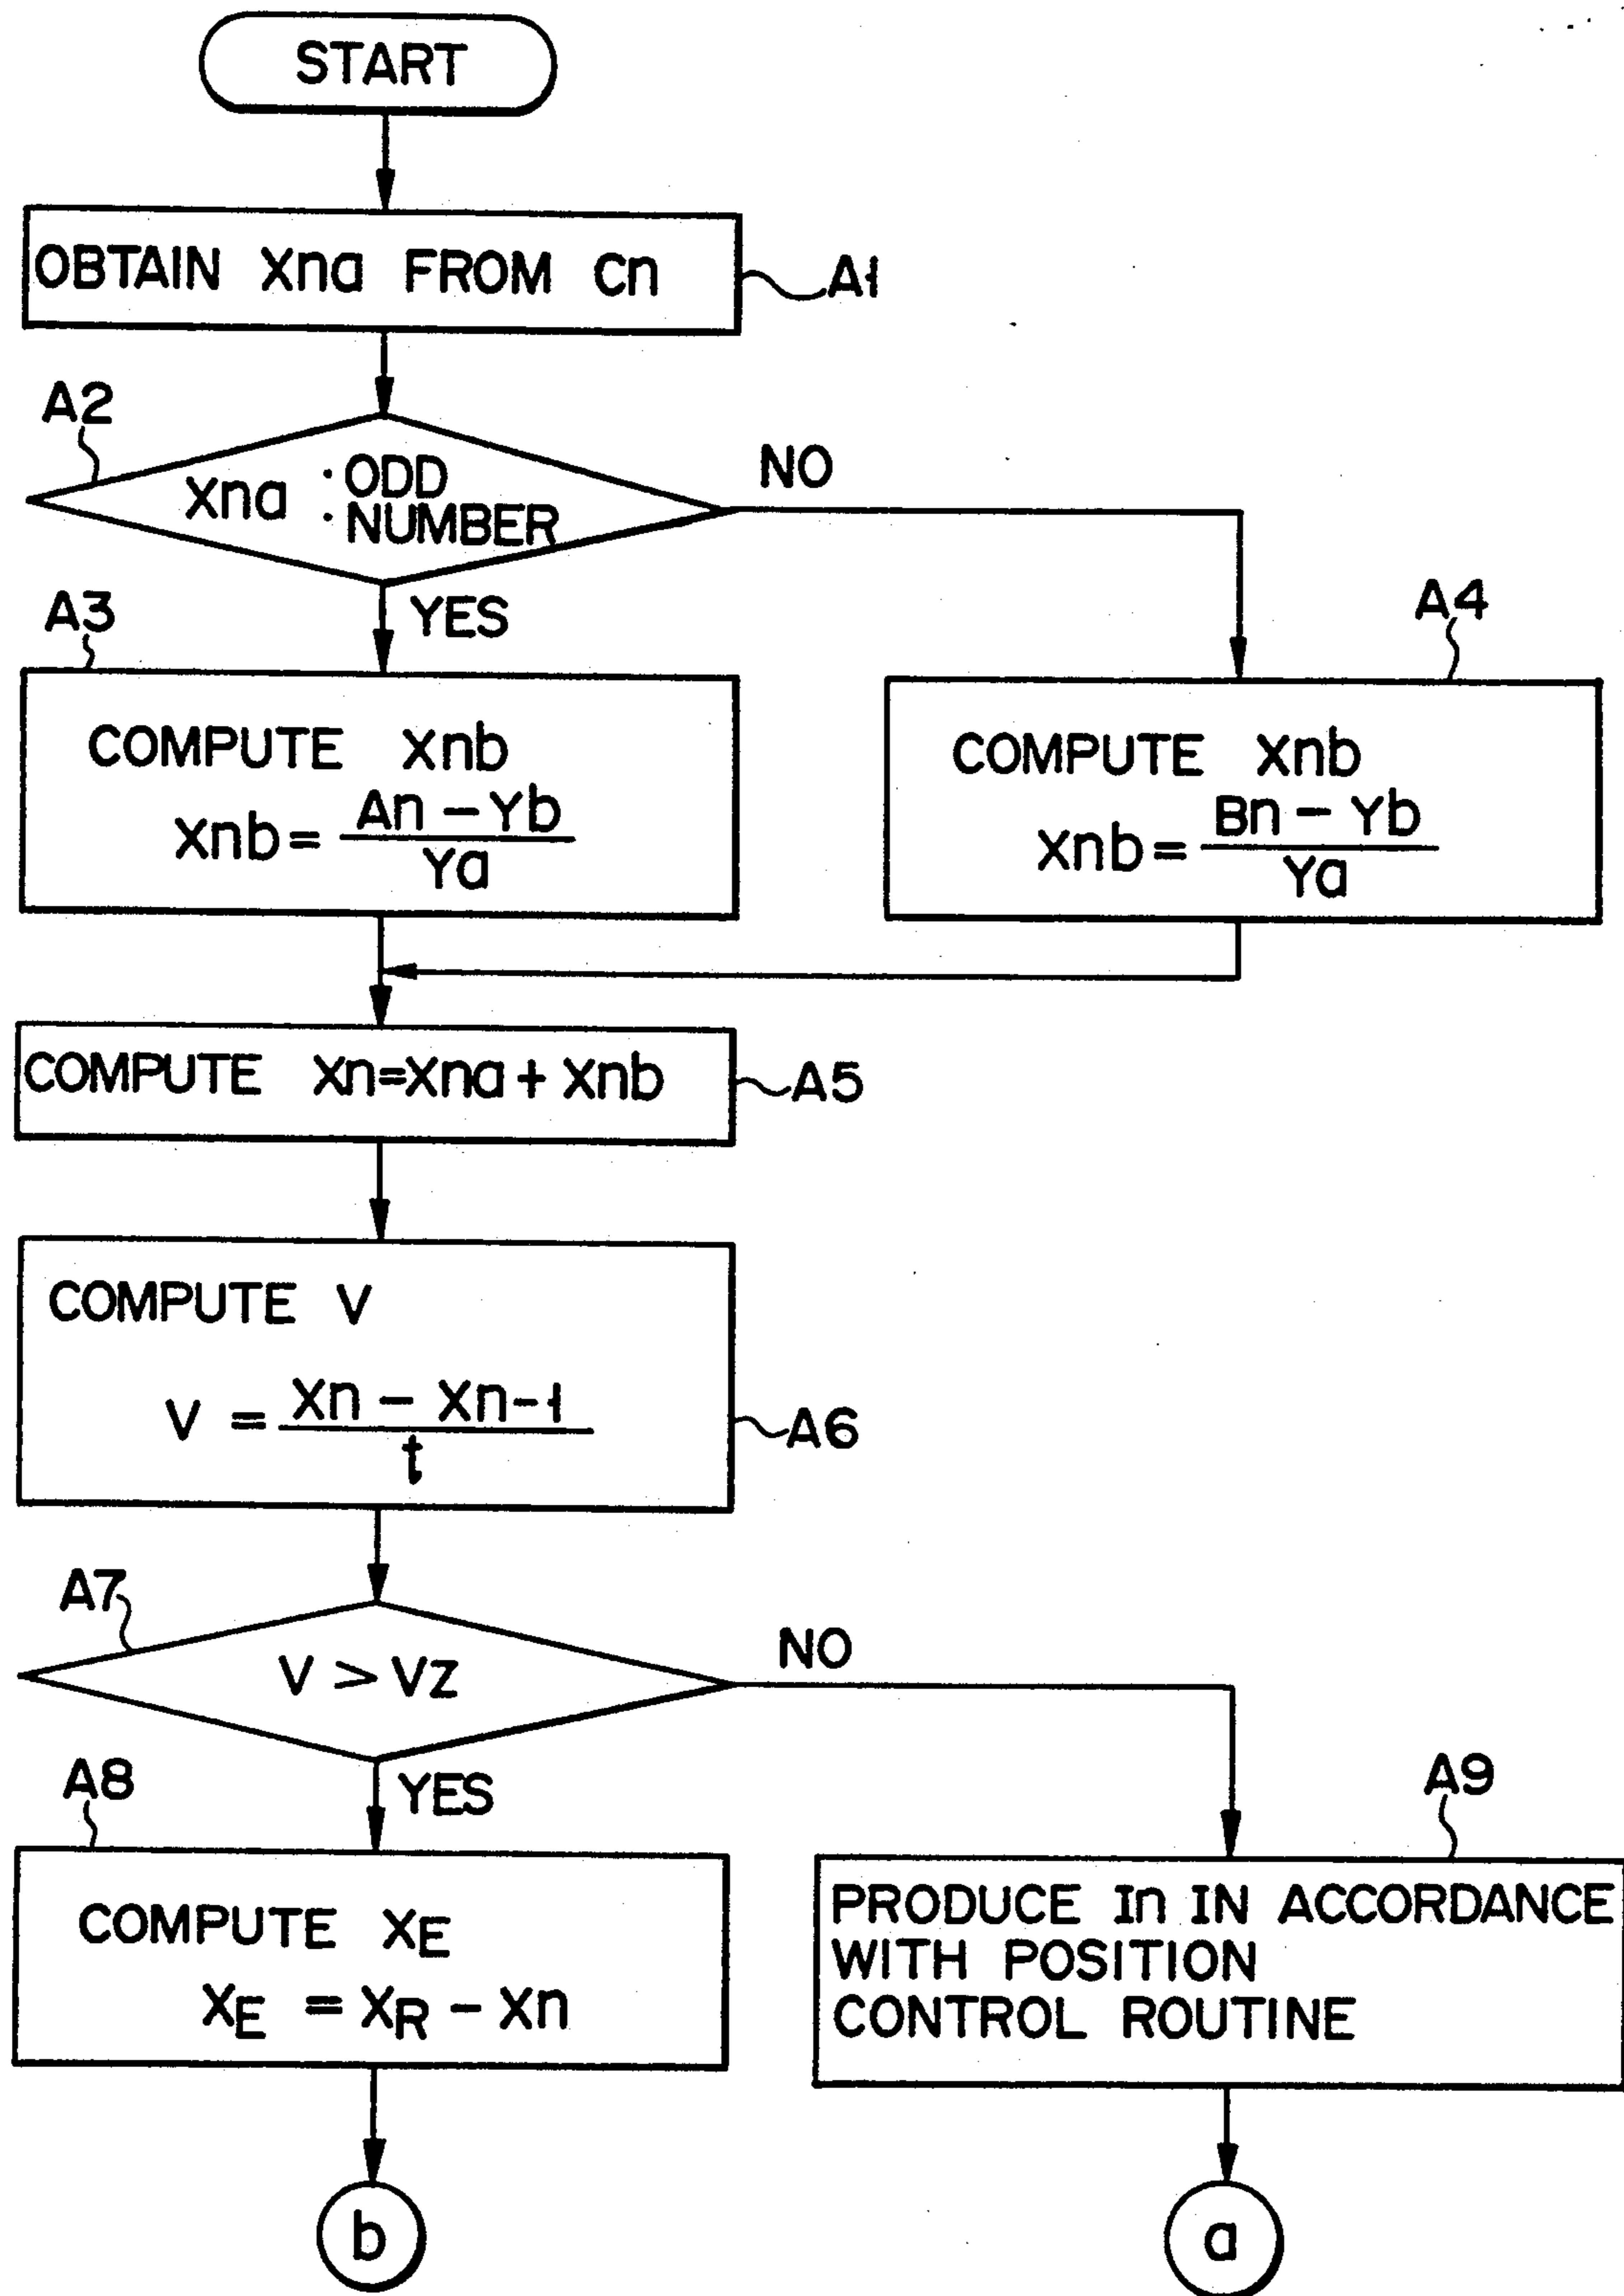 START
OBTAIN Xna FROM Cn
A1
A2
Xna : ODD
: NUMBER
NO
YES
A3
COMPUTE Xnb
Xnb = An - Yb
Ya
A4
COMPUTE Xnb
Xnb = Bn - Yb
Ya
COMPUTE Xn=Xna + Xnb
A5
COMPUTE V
V = Xn - Xn-1
t
A6
A7
V > VZ
NO
YES
A8
COMPUTE XE
XE = XR - Xn
A9
PRODUCE In IN ACCORDANCE
WITH POSITION
CONTROL ROUTINE
b
a